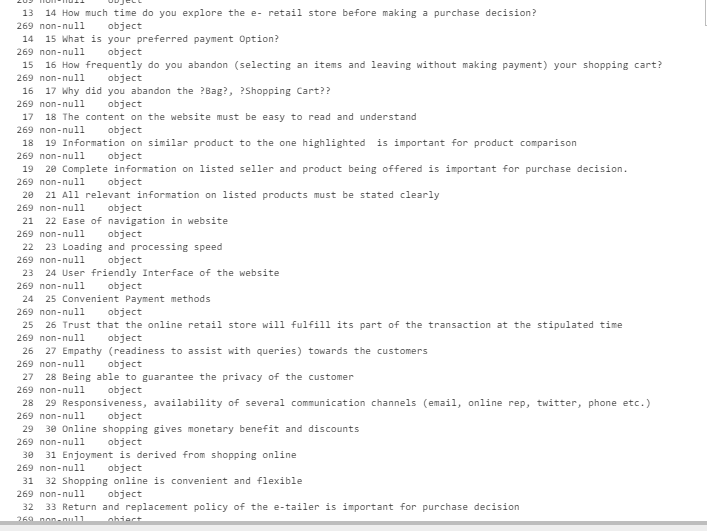 269 non-null     object
13  14 How much time do you explore the e- retail store before making a purchase decision?
269 non-null     object
14  15 What is your preferred payment Option?
269 non-null     object
15  16 How frequently do you abandon (selecting an items and leaving without making payment) your shopping cart?
269 non-null     object
16  17 Why did you abandon the ?Bag?, ?Shopping Cart??
269 non-null     object
17  18 The content on the website must be easy to read and understand
269 non-null     object
18  19 Information on similar product to the one highlighted  is important for product comparison
269 non-null     object
19  20 Complete information on listed seller and product being offered is important for purchase decision.
269 non-null     object
20  21 All relevant information on listed products must be stated clearly
269 non-null     object
21  22 Ease of navigation in website
269 non-null     object
22  23 Loading and processing speed
269 non-null     object
23  24 User friendly Interface of the website
269 non-null     object
24  25 Convenient Payment methods
269 non-null     object
25  26 Trust that the online retail store will fulfill its part of the transaction at the stipulated time
269 non-null     object
26  27 Empathy (readiness to assist with queries) towards the customers
269 non-null     object
27  28 Being able to guarantee the privacy of the customer
269 non-null     object
28  29 Responsiveness, availability of several communication channels (email, online rep, twitter, phone etc.)
269 non-null     object
29  30 Online shopping gives monetary benefit and discounts
269 non-null     object
30  31 Enjoyment is derived from shopping online
269 non-null     object
31  32 Shopping online is convenient and flexible
269 non-null     object
32  33 Return and replacement policy of the e-tailer is important for purchase decision
269 non-null     object